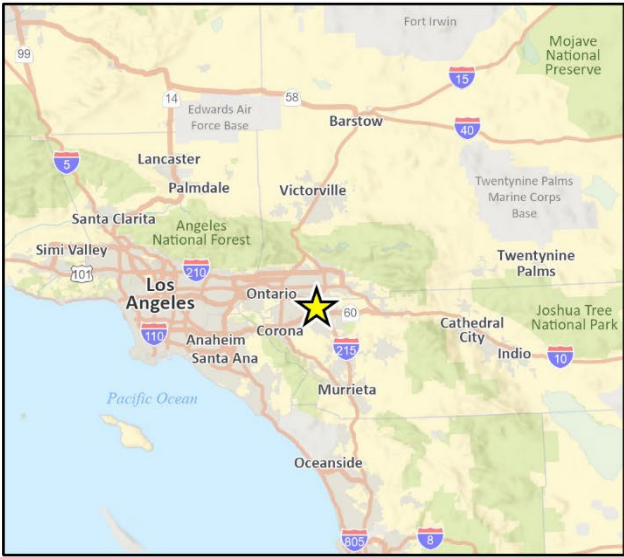 Fort Irwin
99
Mojave
National
Preserve
15
14
58
Edwards Air
Force Base
Barstow
40
5
Lancaster
Palmdale
Victorville
Twentynine Palms
Marine Corps
Base
Santa Clarita
Angeles
National Forest
Simi Valley
101
210
Twentynine
Palms
Los
Angeles
Ontario
60
Joshua Tree
National Park
110
Corona
Cathedral
City
Anaheim
Santa Ana
215
Indio
10
Murrieta
Pacific Ocean
Oceanside
805
8